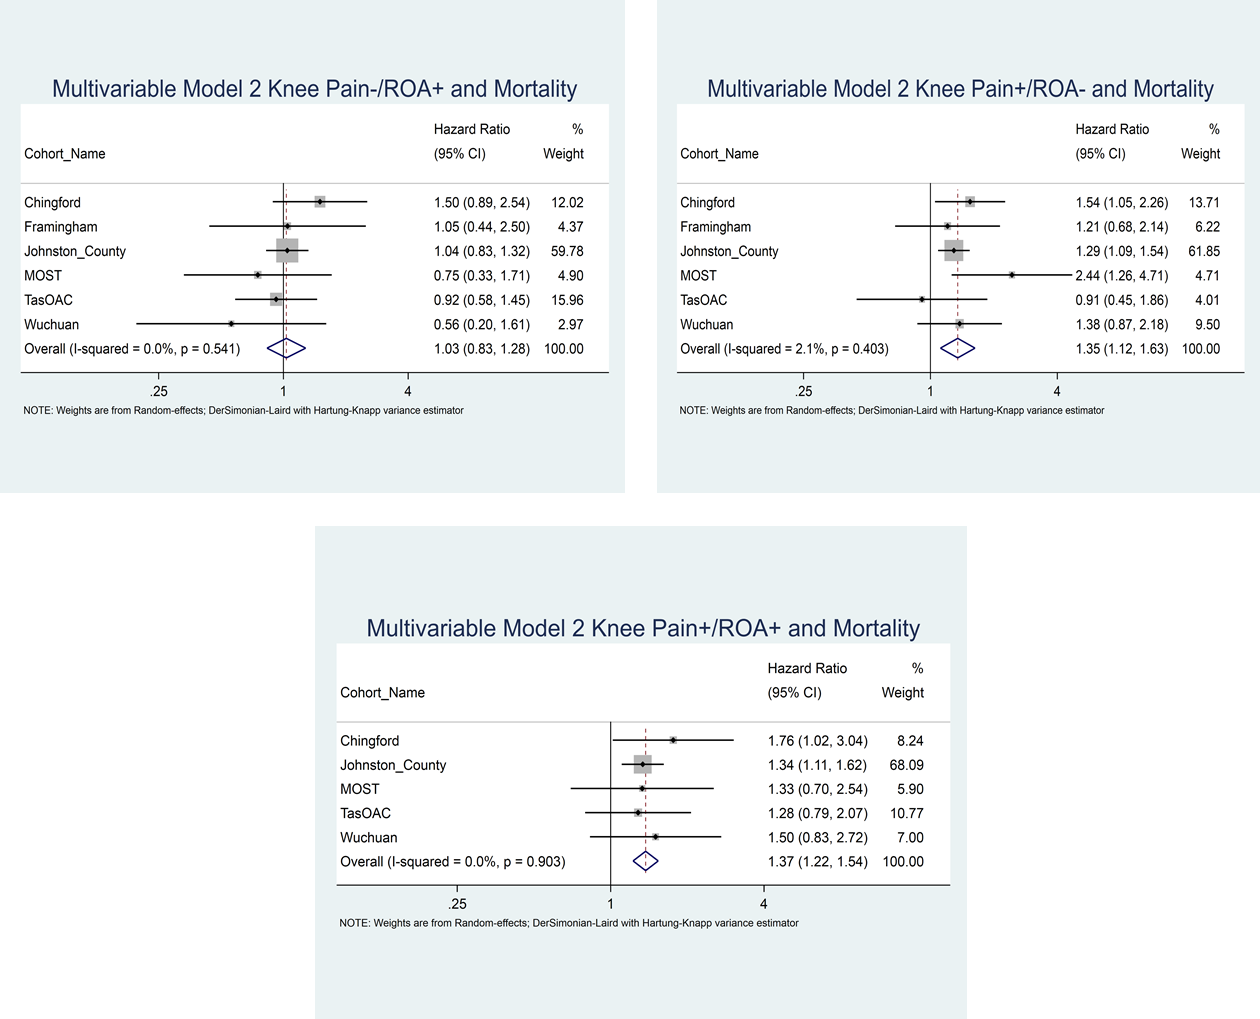 Multivariable Model 2 Knee Pain-/ROA+ and Mortality
Hazard Ratio %
Cohort_Name (95% CI) Weight
Chingford 1.50 (0.89, 2.54) 12.02
Framingham 1.05 (0.44, 2.50) 4.37
Johnston_County 1.04 (0.83, 1.32) 59.78
MOST 0.75 (0.33, 1.71) 4.90
TasOAC 0.92 (0.58, 1.45) 15.96
Wuchuan 0.56 (0.20, 1.61) 2.97
Overall (I-squared = 0.0%, p = 0.541) 1.03 (0.83, 1.28) 100.00
.25 1 4
NOTE: Weights are from Random-effects; DerSimonian-Laird with Hartung-Knapp variance estimator
Multivariable Model 2 Knee Pain+/ROA- and Mortality
Hazard Ratio %
Cohort_Name (95% CI) Weight
Chingford 1.54 (1.05, 2.26) 13.71
Framingham 1.21 (0.68, 2.14) 6.22
Johnston_County 1.29 (1.09, 1.54) 61.85
MOST 2.44 (1.26, 4.71) 4.71
TasOAC 0.91 (0.45, 1.86) 4.01
Wuchuan 1.38 (0.87, 2.18) 9.50
Overall (I-squared = 2.1%, p = 0.403) 1.35 (1.12, 1.63) 100.00
.25 1 4
NOTE: Weights are from Random-effects; DerSimonian-Laird with Hartung-Knapp variance estimator
Multivariable Model 2 Knee Pain+/ROA+ and Mortality
Hazard Ratio %
Cohort_Name (95% CI) Weight
Chingford 1.76 (1.02, 3.04) 8.24
Johnston_County 1.34 (1.11, 1.62) 68.09
MOST 1.33 (0.70, 2.54) 5.90
TasOAC 1.28 (0.79, 2.07) 10.77
Wuchuan 1.50 (0.83, 2.72) 7.00
Overall (I-squared = 0.0%, p = 0.903) 1.37 (1.22, 1.54) 100.00
.25 1 4
NOTE: Weights are from Random-effects; DerSimonian-Laird with Hartung-Knapp variance estimator